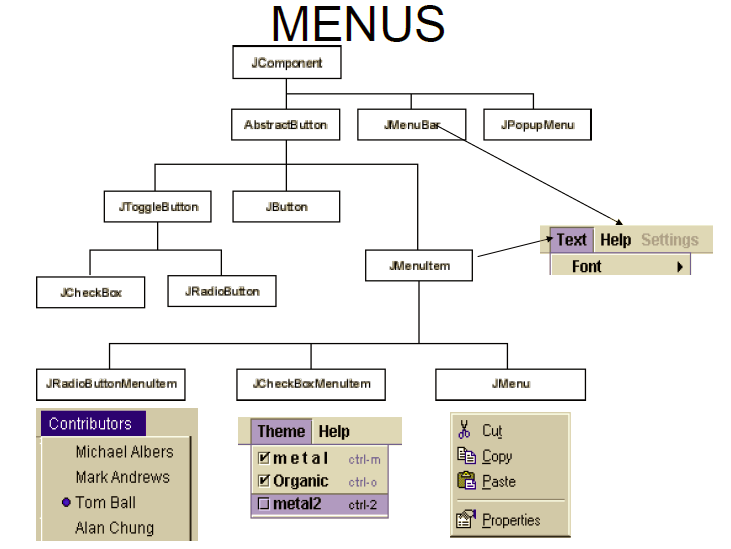 MENUS
JComponent
AbstractButton
JMenuBar
JPopupMenu
JToggleButton
JButton
Text Help Settings
Font
JMenuItem
JCheckBox
JRadioButton
JRadioButtonMenuItem
JCheckBoxMenuItem
JMenu
Contributors
Michael Albers
Mark Andrews
Tom Ball
Alan Chung
Theme Help
metal ctrl-m
Organic ctrl-o
metal2 ctrl-2
Cut
Copy
Paste
Properties